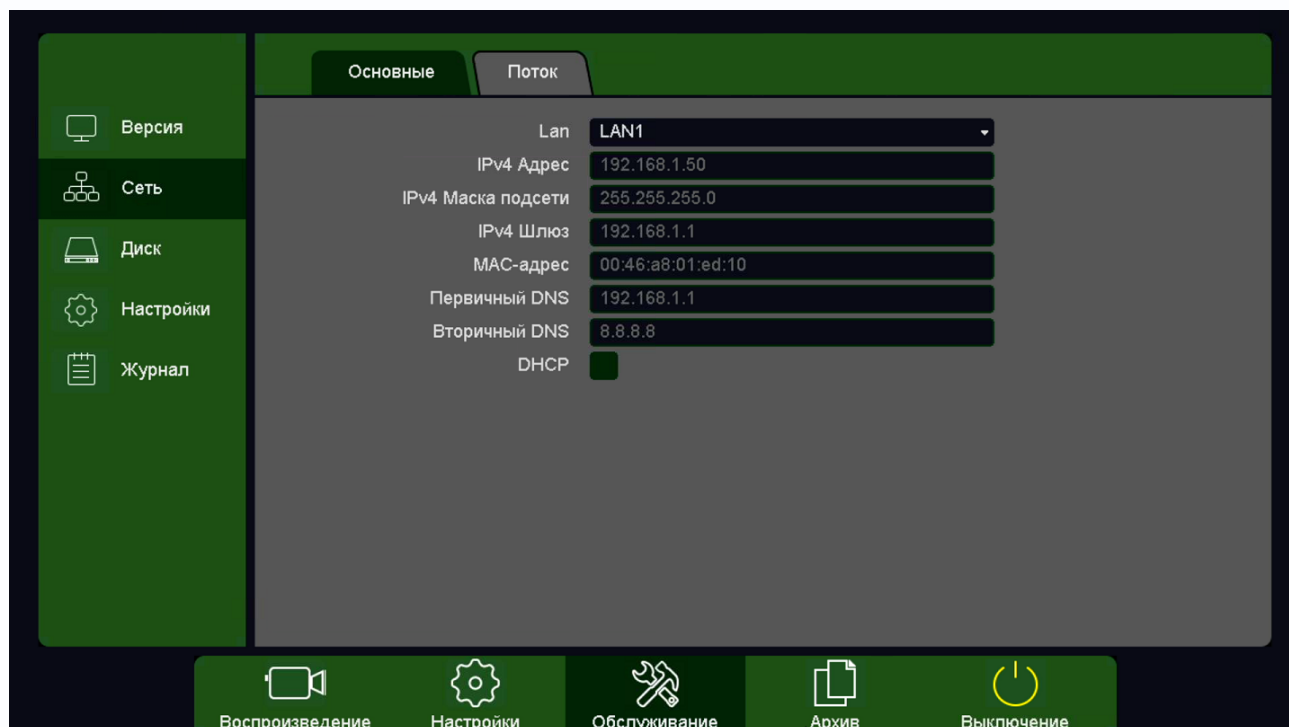 Основные Поток
Версия
Сеть
Диск
Настройки
Журнал
Lan LAN1
IPv4 Адрес 192.168.1.50
IPv4 Маска подсети 255.255.255.0
IPv4 Шлюз 192.168.1.1
MAC-адрес 00:46:a8:01:ed:10
Первичный DNS 192.168.1.1
Вторичный DNS 8.8.8.8
DHCP
Воспроизведение Настройки Обслуживание Архив Выключение